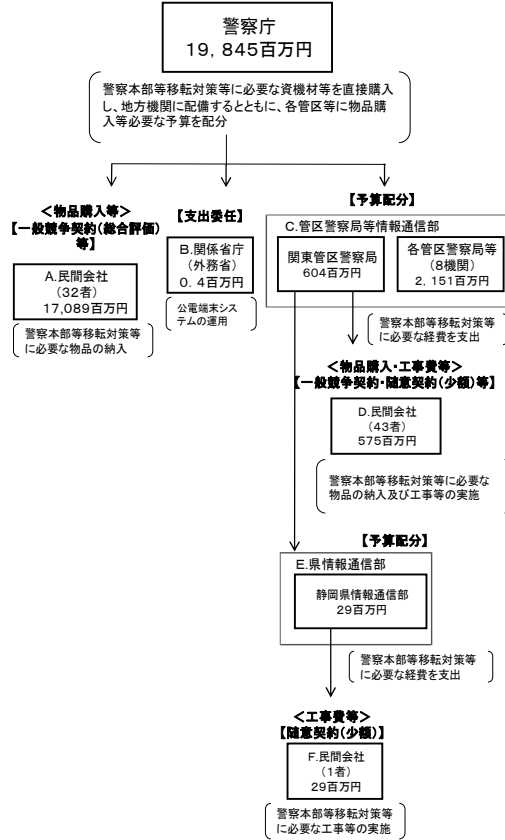 警察庁
19, 845百万円
警察本部等移転対策等に必要な資機材等を直接購入
し、地方機関に配備するとともに、各管区等に物品購
入等必要な予算を配分
＜物品購入等＞
【一般競争契約（総合評価）
等】
A.民間会社
（32者）
17,089百万円
警察本部等移転対策等
に必要な物品の納入
【支出委任】
B.関係省庁
（外務省）
0. 4百万円
公電端末シス
テムの運用
【予算配分】
C.管区警察局等情報通信部
関東管区警察局
604百万円
各管区警察局等
（8機関）
2, 151百万円
警察本部等移転対策等
に必要な経費を支出
＜物品購入・工事費等＞
【一般競争契約・随意契約（少額）等】
D.民間会社
（43者）
575百万円
警察本部等移転対策等に必要な
物品の納入及び工事等の実施
【予算配分】
E.県情報通信部
静岡県情報通信部
29百万円
警察本部等移転対策等
に必要な経費を支出
＜工事費等＞
【随意契約（少額）】
F.民間会社
（1者）
29百万円
警察本部等移転対策等
に必要な工事等の実施